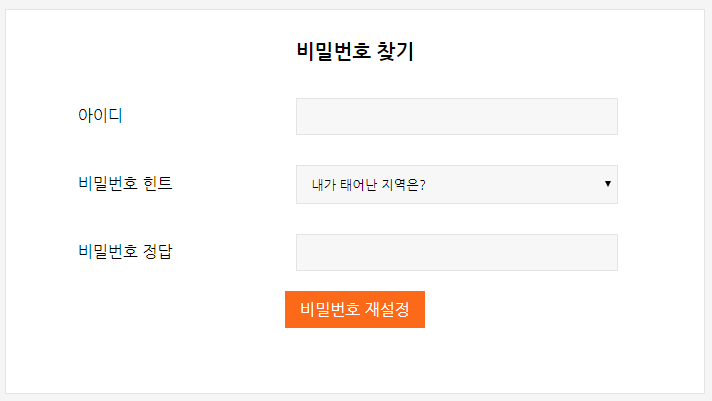 비밀번호 찾기
아이디
비밀번호 힌트
내가 태어난 지역은?
비밀번호 정답
비밀번호 재설정